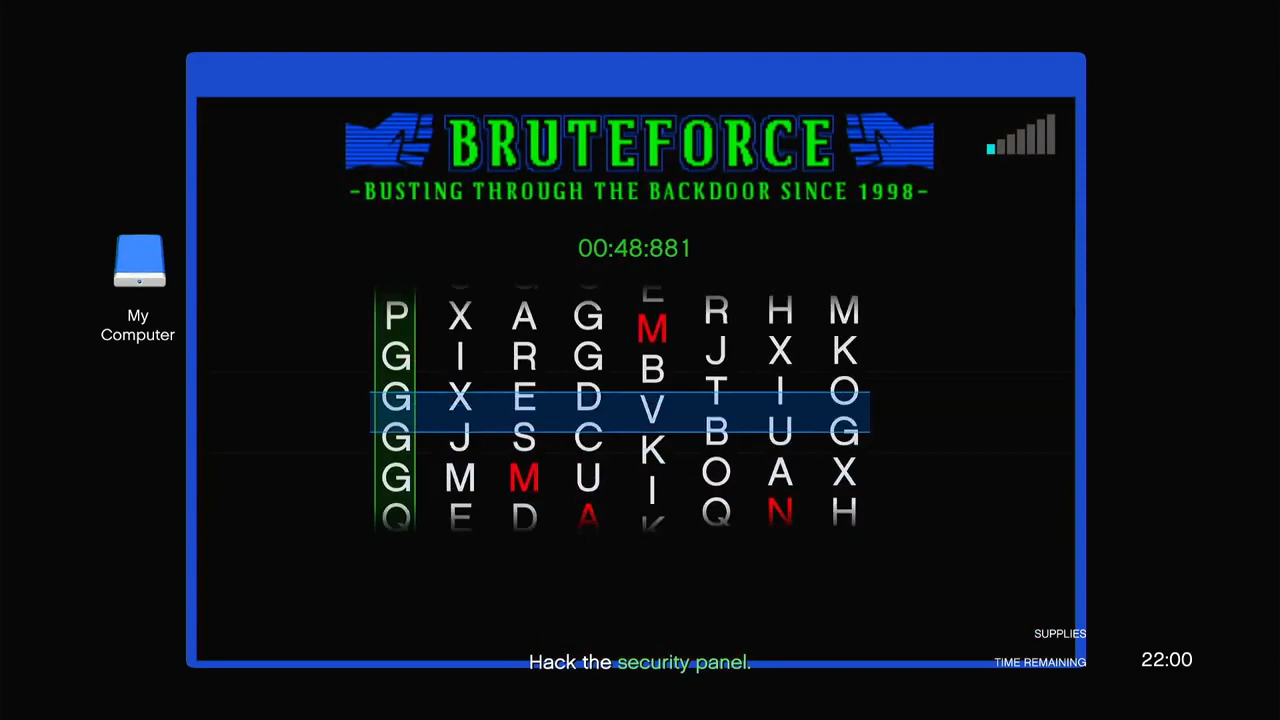 BRUTEFORCE
-BUSTING THROUGH THE BACKDOOR SINCE 1998-
00:48:881
P X A G M R H M
G I R G B J X K
G X E D V T I O
G J S C K B U G
G M M U I O A X
Q E D A K Q N H
My
Computer
SUPPLIES
Hack the security panel.
TIME REMAINING 22:00